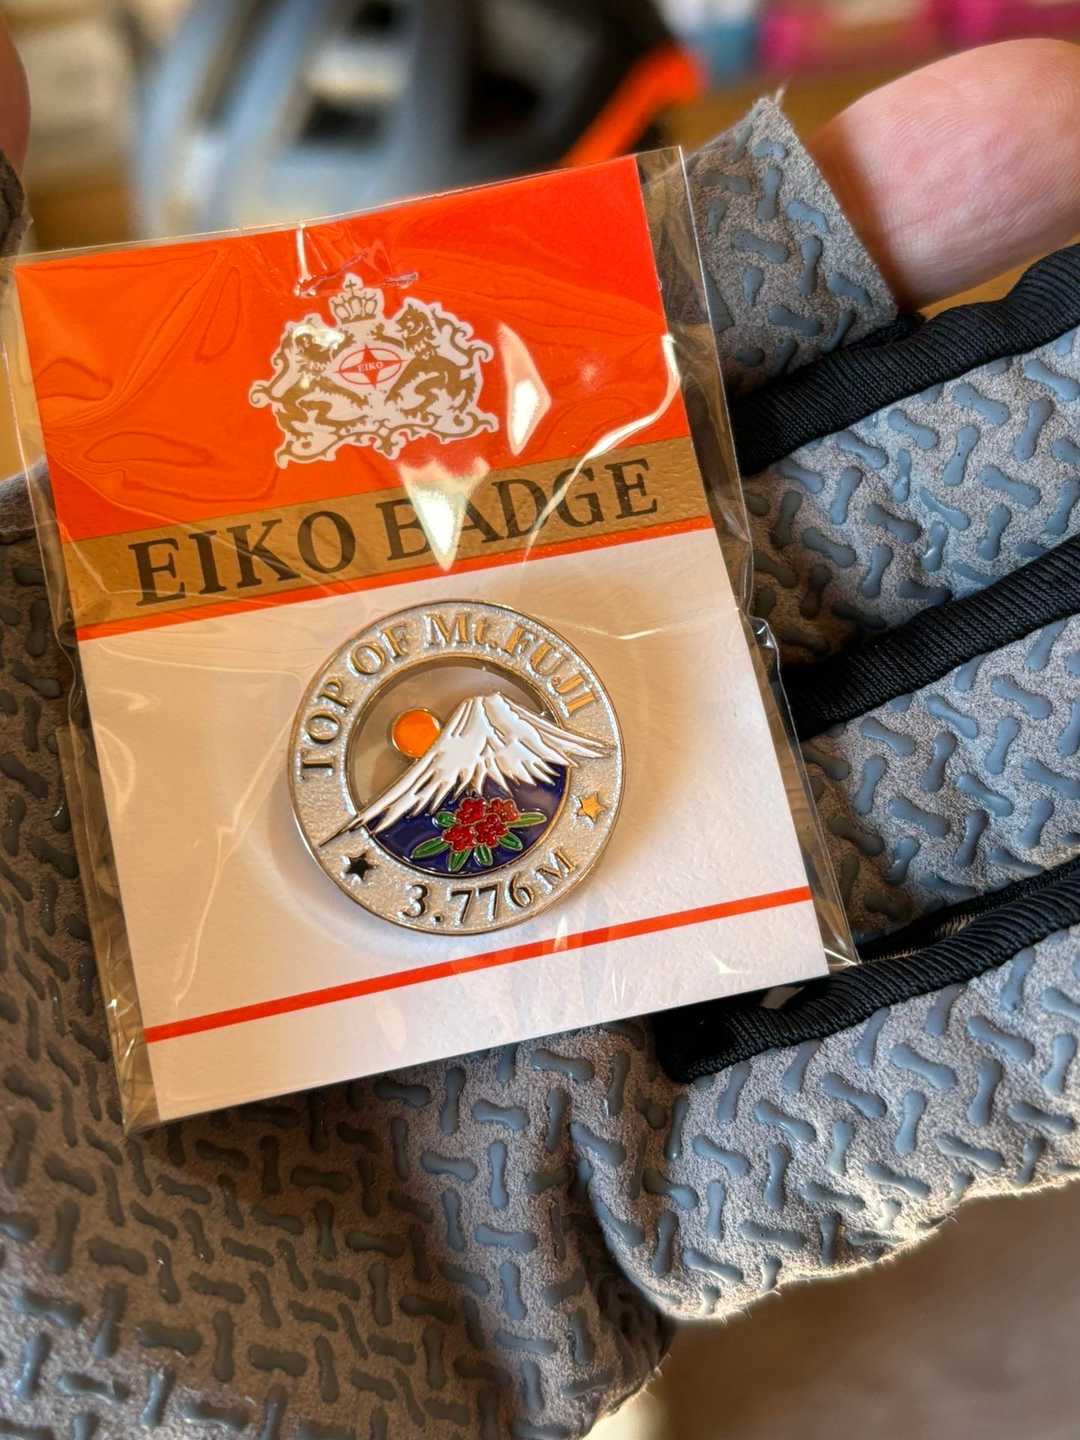 EIKO
EIKO BADGE
TOP OF Mt.FUJI
3.776M